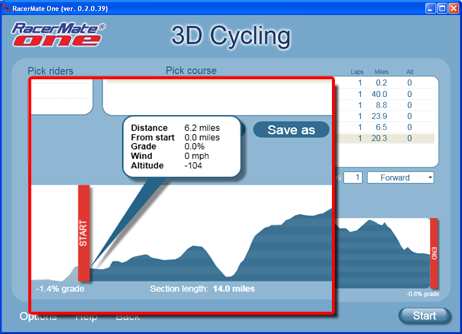 RacerMate One (ver. 0.2.0.39)
RacerMate®
one
3D Cycling
Pick riders
Pick course
Laps Miles Alt
1 0.2 0
1 40.0 0
1 8.8 0
1 23.9 0
1 6.5 0
1 20.3 0
Distance 6.2 miles
From start 0.0 miles
Grade 0.0%
Wind 0 mph
Altitude -104
Save as
1 Forward
START
END
-1.4% grade
Section length: 14.0 miles
-0.8% grade
Options Help Back
Start